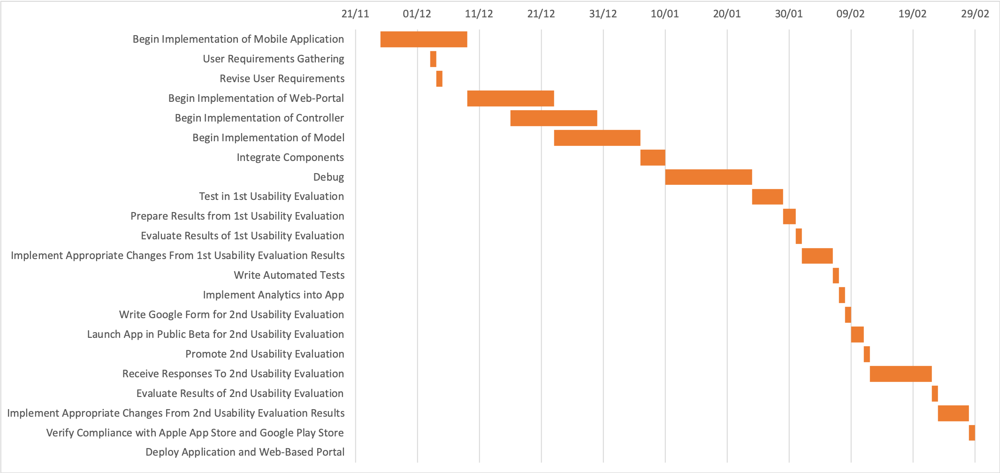 21/11 01/12 11/12 21/12 31/12 10/01 20/01 30/01 09/02 19/02 29/02
Begin Implementation of Mobile Application
User Requirements Gathering
Revise User Requirements
Begin Implementation of Web-Portal
Begin Implementation of Controller
Begin Implementation of Model
Integrate Components
Debug
Test in 1st Usability Evaluation
Prepare Results from 1st Usability Evaluation
Evaluate Results of 1st Usability Evaluation
Implement Appropriate Changes From 1st Usability Evaluation Results
Write Automated Tests
Implement Analytics into App
Write Google Form for 2nd Usability Evaluation
Launch App in Public Beta for 2nd Usability Evaluation
Promote 2nd Usability Evaluation
Receive Responses To 2nd Usability Evaluation
Evaluate Results of 2nd Usability Evaluation
Implement Appropriate Changes From 2nd Usability Evaluation Results
Verify Compliance with Apple App Store and Google Play Store
Deploy Application and Web-Based Portal